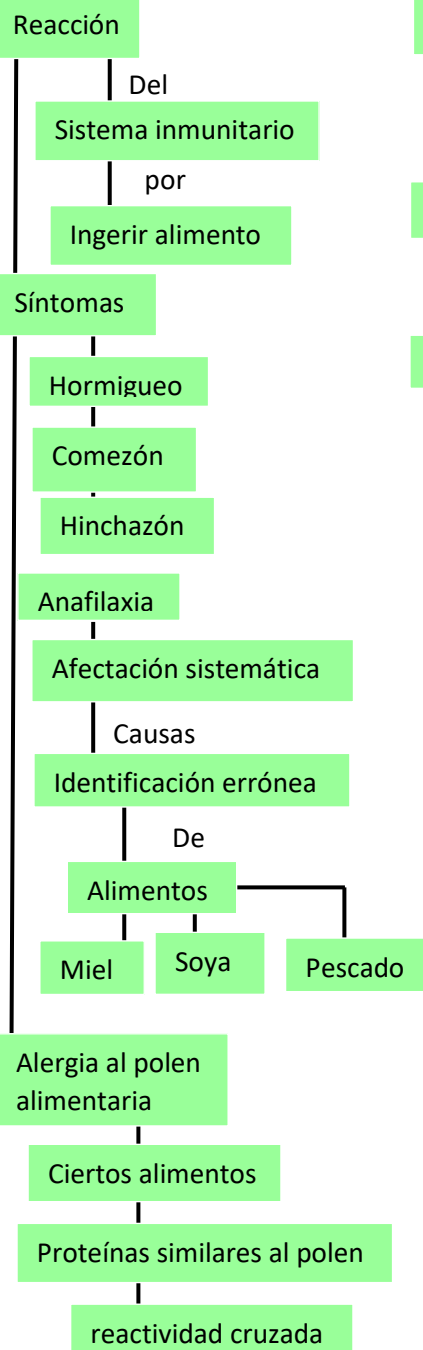 Reacción
Del
Sistema inmunitario
por
Ingerir alimento
Síntomas
Hormigueo
Comezón
Hinchazón
Anafilaxia
Afectación sistemática
Causas
Identificación errónea
De
Alimentos
Miel
Soya
Pescado
Alergia al polen
alimentaria
Ciertos alimentos
Proteínas similares al polen
reactividad cruzada